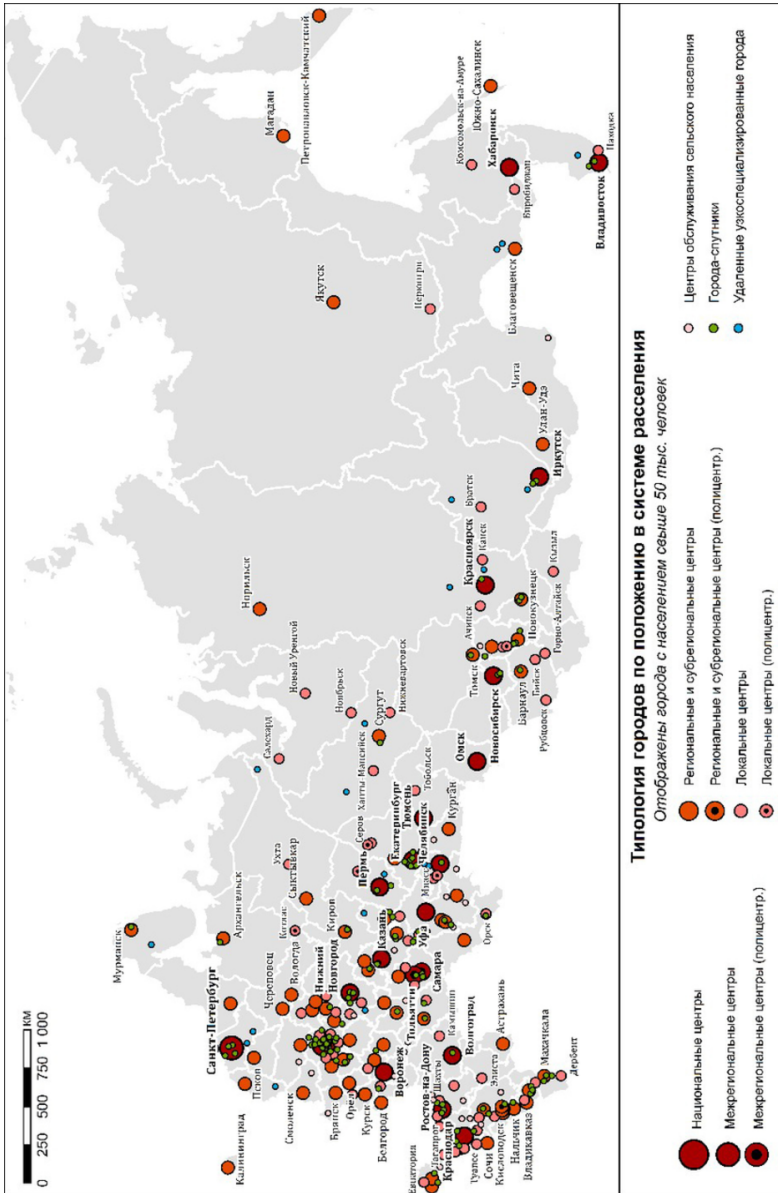 Мурманск
Архангельск
Санкт-Петербург
Калининград
Псков
Смоленск
Брянск
Орёл
Курск
Белгород
Воронеж
Череповец
Вологда
Котлас
Сыктывкар
Ухта
Нижний
Новгород
Киров
Казань
Пермь
Серов
Екатеринбург
Тюмень
Челябинск
Миасс
Уфа
Самара
Тольятти
Орск
Курган
Тобольск
Ханты-Мансийск
Сургут
Нижневартовск
Ноябрьск
Новый Уренгой
Салехард
Норильск
Камышин
Волгоград
Астрахань
Элиста
Ростов-на-Дону
Шахты
Таганрог
Краснодар
Евпатория
Туапсе
Сочи
Кисловодск
Нальчик
Владикавказ
Махачкала
Дербент
Омск
Новосибирск
Томск
Барнаул
Рубцовск
Бийск
Горно-Алтайск
Новокузнецк
Кызыл
Ачинск
Красноярск
Канск
Братск
Иркутск
Улан-Удэ
Чита
Якутск
Нерюнгри
Благовещенск
Биробиджан
Хабаровск
Комсомольск-на-Амуре
Южно-Сахалинск
Владивосток
Находка
Магадан
Петропавловск-Камчатский
0 250 500 750 1 000 КМ
Типология городов по положению в системе расселения
Отображены города с населением свыше 50 тыс. человек
Национальные центры
Межрегиональные центры
Межрегиональные центры (полицентр.)
Региональные и субрегиональные центры
Региональные и субрегиональные центры (полицентр.)
Локальные центры
Локальные центры (полицентр.)
Центры обслуживания сельского населения
Города-спутники
Удаленные узкоспециализированные города